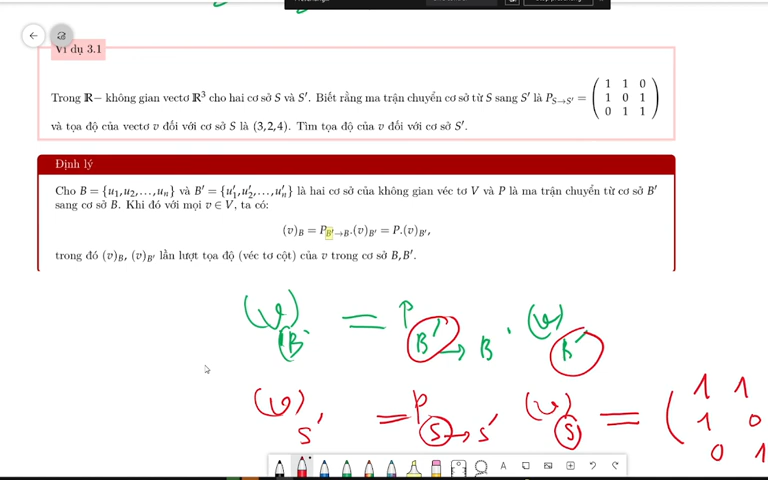 Ví dụ 3.1
Trong ℝ− không gian vectơ ℝ³ cho hai cơ sở S và S′. Biết rằng ma trận chuyển cơ sở từ S sang S′ là P_{S→S′} = ( 1 1 0
1 0 1
0 1 1 )
và tọa độ của vectơ v đối với cơ sở S là (3,2,4). Tìm tọa độ của v đối với cơ sở S′.
Định lý
Cho B = {u₁,u₂,…,uₙ} và B′ = {u′₁,u′₂,…,u′ₙ} là hai cơ sở của không gian véc tơ V và P là ma trận chuyển từ cơ sở B′
sang cơ sở B. Khi đó với mọi v ∈ V, ta có:
(v)_B = P_{B′→B}.(v)_{B′} = P.(v)_{B′},
trong đó (v)_B, (v)_{B′} lần lượt tọa độ (véc tơ cột) của v trong cơ sở B,B′.
(v)_B = P_{B′→B} . (v)_{B′}
(v)_{S′} = P_{S→S′} (v)_S = ( 1 1
1 0
0 1
A